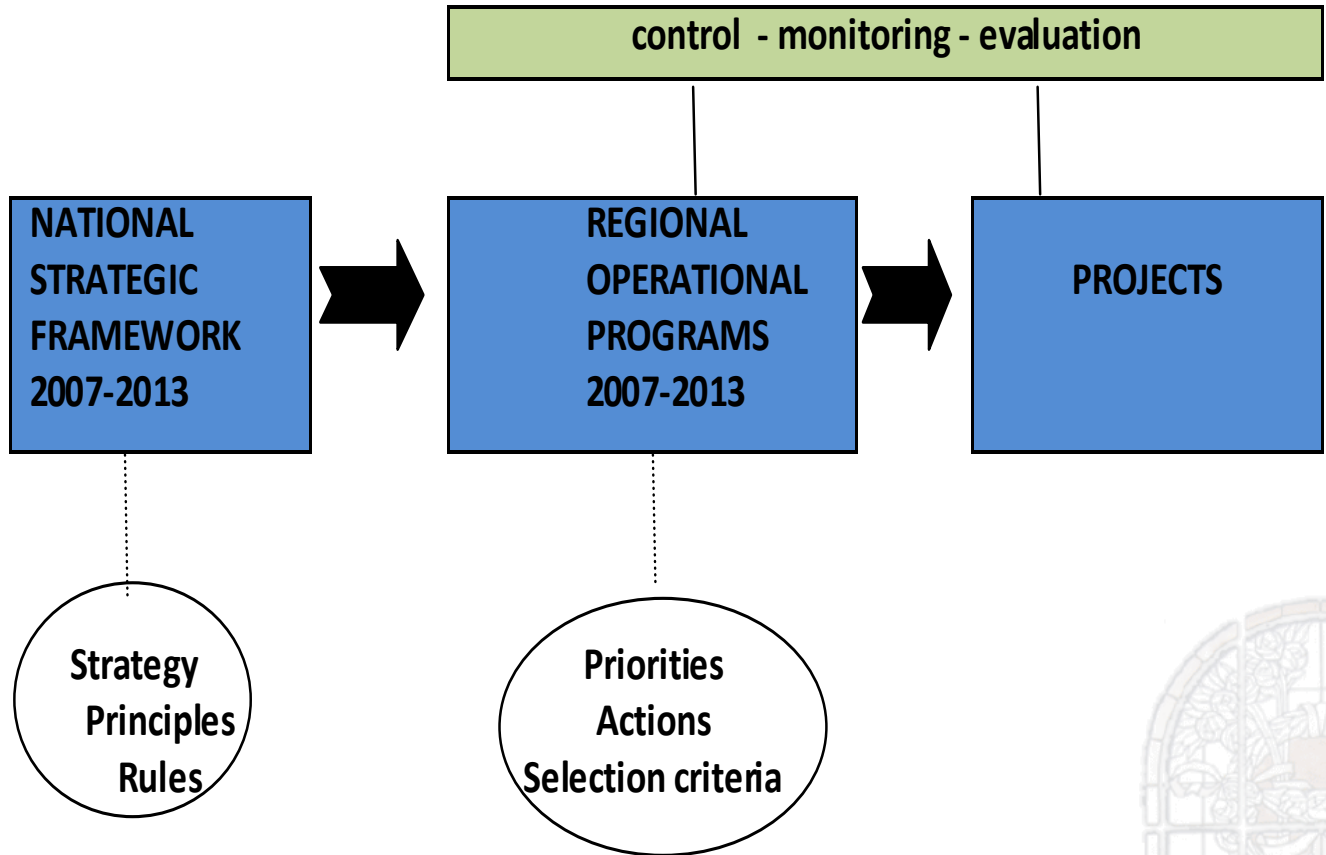 control - monitoring - evaluation
NATIONAL
STRATEGIC
FRAMEWORK
2007-2013
REGIONAL
OPERATIONAL
PROGRAMS
2007-2013
PROJECTS
Strategy
Principles
Rules
Priorities
Actions
Selection criteria